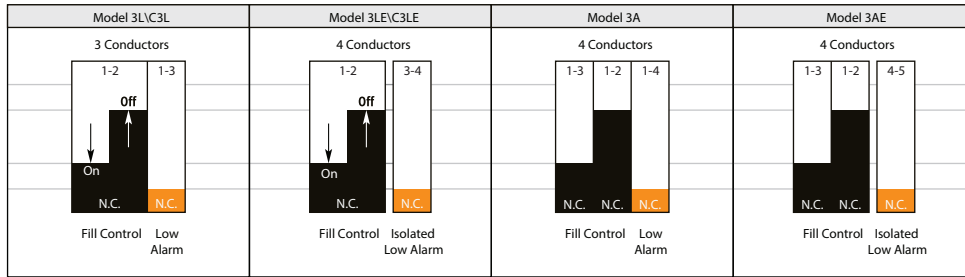 Model 3L\C3L
3 Conductors
1-2
1-3
Off
On
N.C.
N.C.
Fill Control
Low
Alarm
Model 3LE\C3LE
4 Conductors
1-2
3-4
Off
On
N.C.
N.C.
Fill Control
Isolated
Low Alarm
Model 3A
4 Conductors
1-3
1-2
1-4
N.C.
N.C.
N.C.
Fill Control
Low
Alarm
Model 3AE
4 Conductors
1-3
1-2
4-5
N.C.
N.C.
N.C.
Fill Control
Isolated
Low Alarm